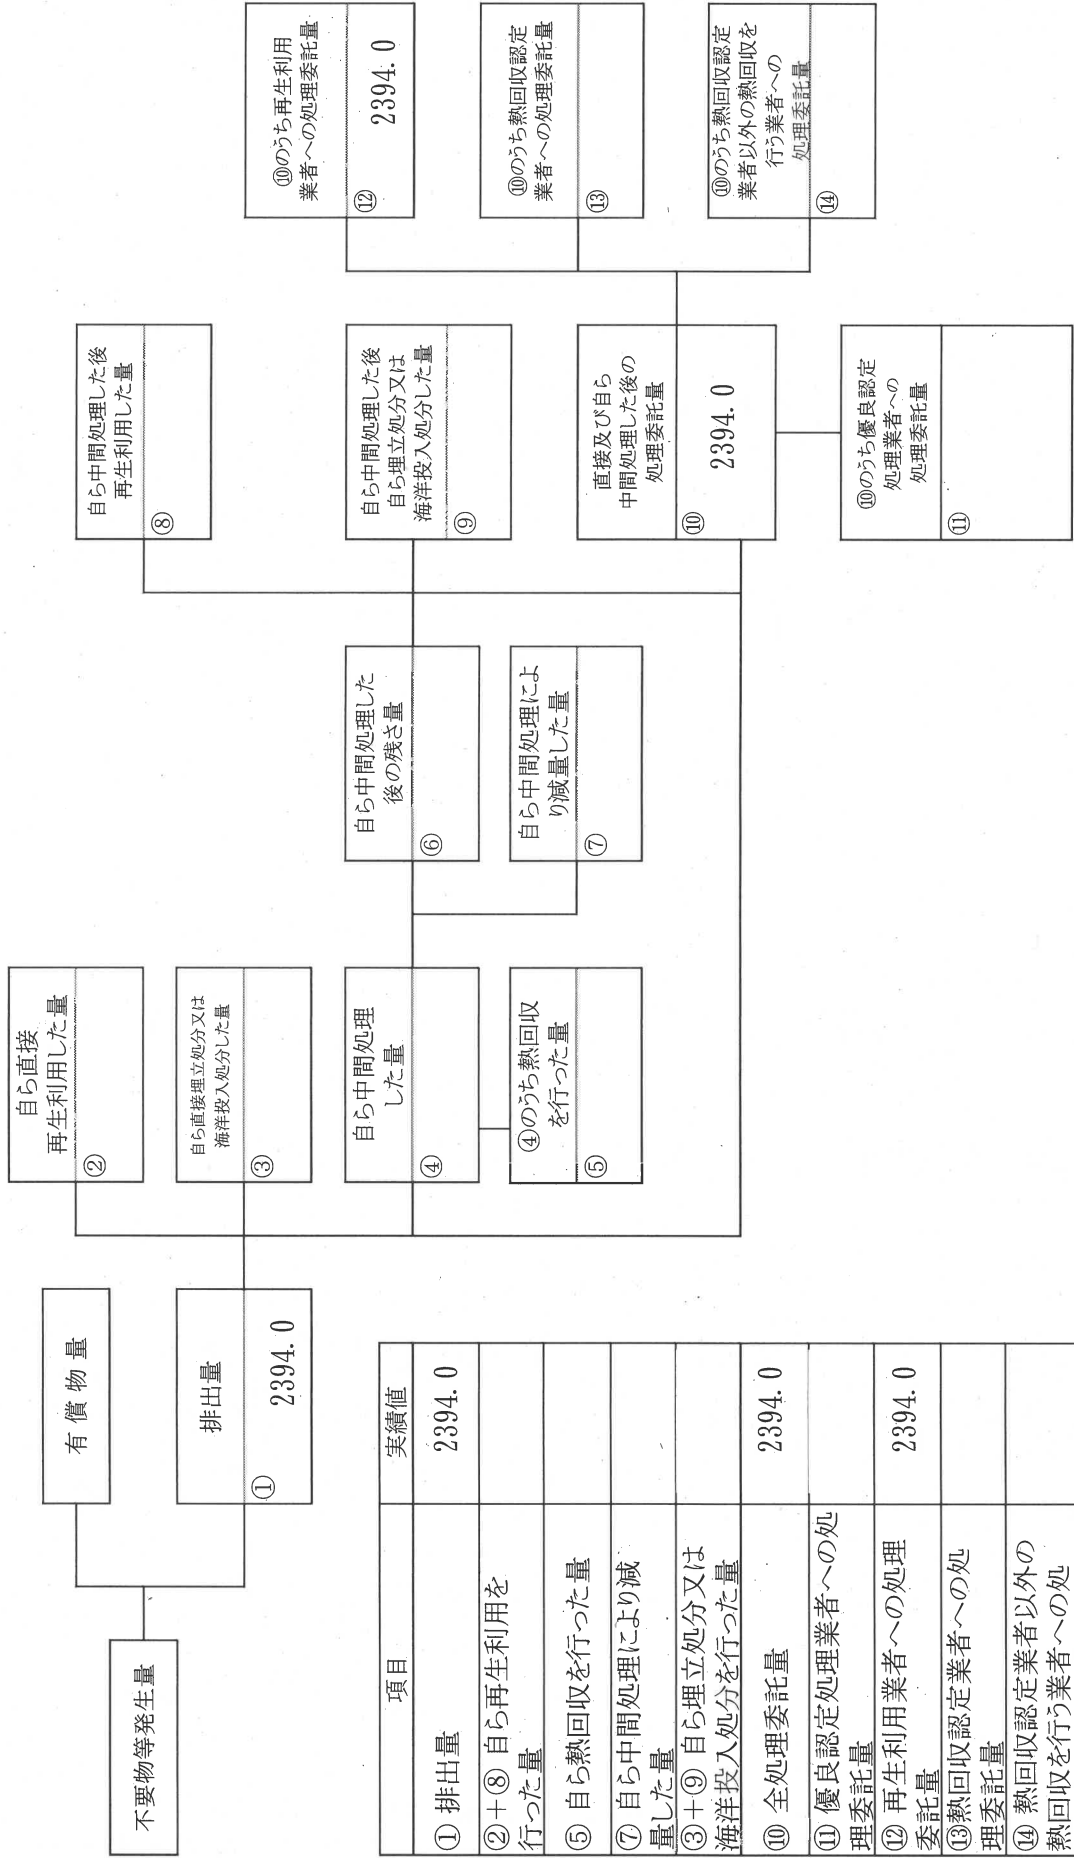 不要物等発生量
有償物量
排出量
①
2394.0
自ら直接
再生利用した量
②
自ら直接埋立処分又は
海洋投入処分した量
③
自ら中間処理
した量
④
④のうち熱回収
を行った量
⑤
自ら中間処理した
後の残さ量
⑥
自ら中間処理によ
り減量した量
⑦
自ら中間処理した後
再生利用した量
⑧
自ら中間処理した後
自ら埋立処分又は
海洋投入処分した量
⑨
直接及び自ら
中間処理した後の
処理委託量
⑩
2394.0
⑩のうち優良認定
処理業者への
処理委託量
⑪
⑩のうち再生利用
業者への処理委託量
⑫
2394.0
⑩のうち熱回収認定
業者への処理委託量
⑬
⑩のうち熱回収認定
業者以外の熱回収を
行う業者への
処理委託量
⑭
項目 実績値
① 排出量 2394.0
②+⑧ 自ら再生利用を
行った量
⑤ 自ら熱回収を行った量
⑦ 自ら中間処理により減
量した量
③+⑨ 自ら埋立処分又は
海洋投入処分を行った量
⑩ 全処理委託量 2394.0
⑪ 優良認定処理業者への処
理委託量
⑫ 再生利用業者への処理
委託量 2394.0
⑬熱回収認定業者への処
理委託量
⑭ 熱回収認定業者以外の
熱回収を行う業者への処